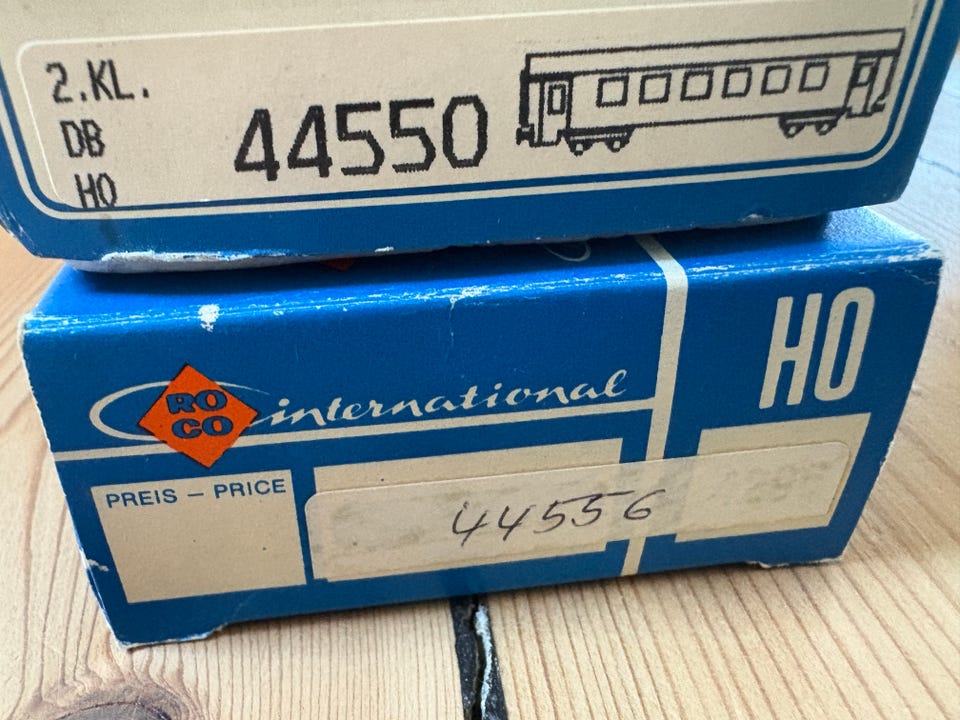 2.KL.
DB
HO
44550
HO
RO
CO
international
PREIS – PRICE
44556